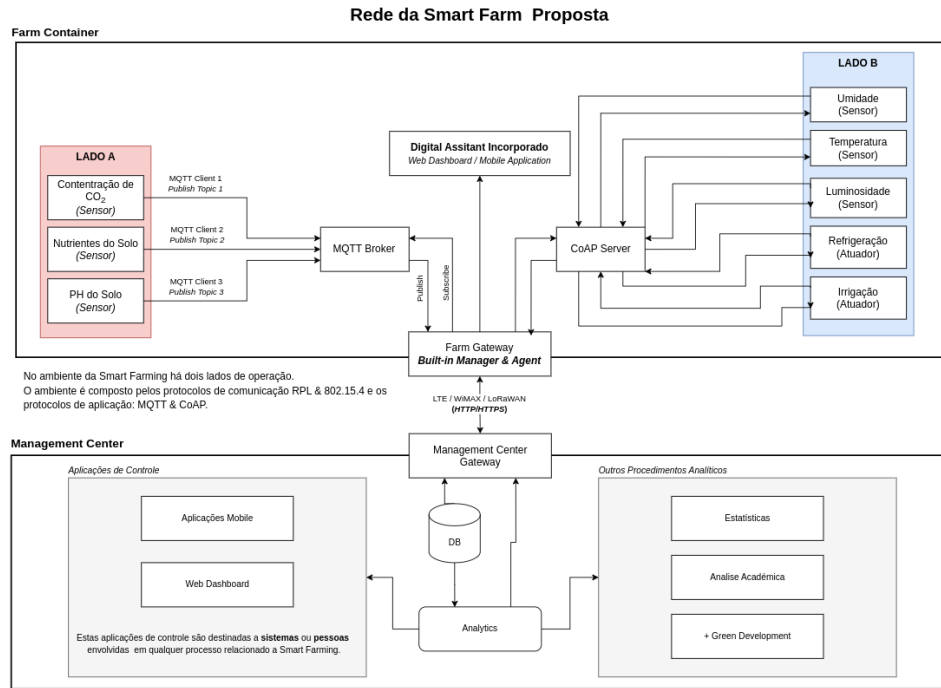 Rede da Smart Farm Proposta
Farm Container
LADO A
Contentração de
CO2
(Sensor)
Nutrientes do Solo
(Sensor)
PH do Solo
(Sensor)
MQTT Client 1
Publish Topic 1
MQTT Client 2
Publish Topic 2
MQTT Client 3
Publish Topic 3
MQTT Broker
Digital Assitant Incorporado
Web Dashboard / Mobile Application
Publish
Subscribe
CoAP Server
LADO B
Umidade
(Sensor)
Temperatura
(Sensor)
Luminosidade
(Sensor)
Refrigeração
(Atuador)
Irrigação
(Atuador)
Farm Gateway
Built-in Manager & Agent
No ambiente da Smart Farming há dois lados de operação.
O ambiente é composto pelos protocolos de comunicação RPL & 802.15.4 e os
protocolos de aplicação: MQTT & CoAP.
LTE / WiMAX / LoRaWAN
(HTTP/HTTPS)
Management Center
Management Center
Gateway
Aplicações de Controle
Aplicações Mobile
Web Dashboard
Estas aplicações de controle são destinadas a sistemas ou pessoas
envolvidas em qualquer processo relacionado a Smart Farming.
DB
Analytics
Outros Procedimentos Analíticos
Estatísticas
Analise Académica
+ Green Development